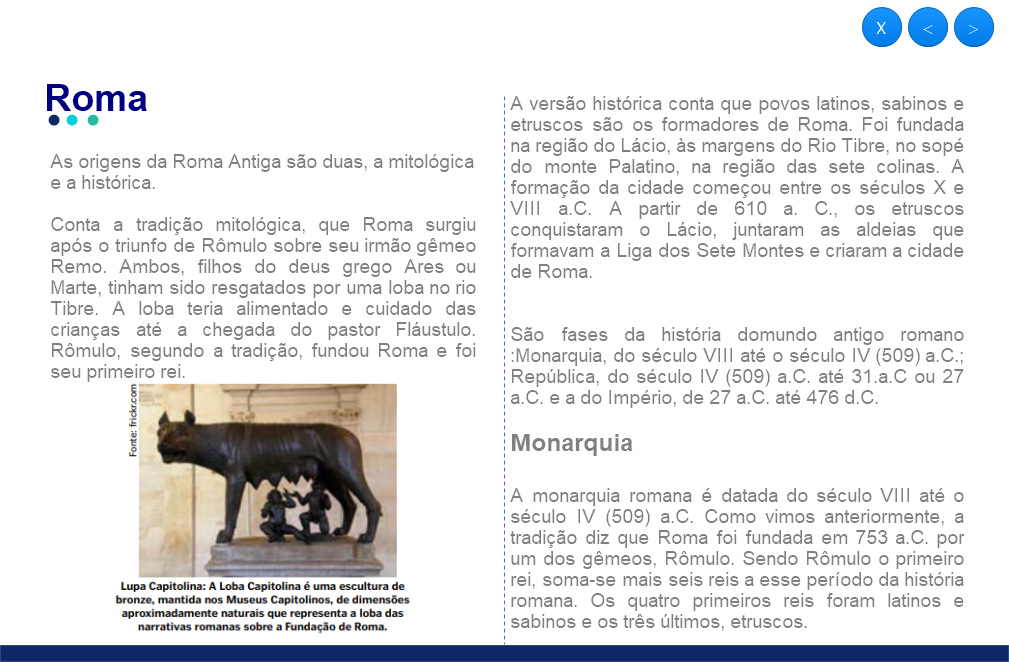 X
<
>
Roma
As origens da Roma Antiga são duas, a mitológica
e a histórica.
Conta a tradição mitológica, que Roma surgiu
após o triunfo de Rômulo sobre seu irmão gêmeo
Remo. Ambos, filhos do deus grego Ares ou
Marte, tinham sido resgatados por uma loba no rio
Tibre. A loba teria alimentado e cuidado das
crianças até a chegada do pastor Fláustulo.
Rômulo, segundo a tradição, fundou Roma e foi
seu primeiro rei.
Fonte: frickr.com
Lupa Capitolina: A Loba Capitolina é uma escultura de
bronze, mantida nos Museus Capitolinos, de dimensões
aproximadamente naturais que representa a loba das
narrativas romanas sobre a Fundação de Roma.
A versão histórica conta que povos latinos, sabinos e
etruscos são os formadores de Roma. Foi fundada
na região do Lácio, às margens do Rio Tibre, no sopé
do monte Palatino, na região das sete colinas. A
formação da cidade começou entre os séculos X e
VIII a.C. A partir de 610 a. C., os etruscos
conquistaram o Lácio, juntaram as aldeias que
formavam a Liga dos Sete Montes e criaram a cidade
de Roma.
São fases da história domundo antigo romano
:Monarquia, do século VIII até o século IV (509) a.C.;
República, do século IV (509) a.C. até 31.a.C ou 27
a.C. e a do Império, de 27 a.C. até 476 d.C.
Monarquia
A monarquia romana é datada do século VIII até o
século IV (509) a.C. Como vimos anteriormente, a
tradição diz que Roma foi fundada em 753 a.C. por
um dos gêmeos, Rômulo. Sendo Rômulo o primeiro
rei, soma-se mais seis reis a esse período da história
romana. Os quatro primeiros reis foram latinos e
sabinos e os três últimos, etruscos.